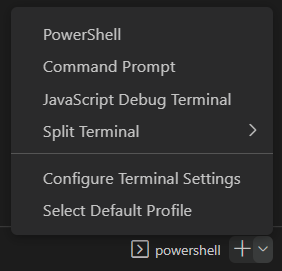 PowerShell
Command Prompt
JavaScript Debug Terminal
Split Terminal
Configure Terminal Settings
Select Default Profile
powershell